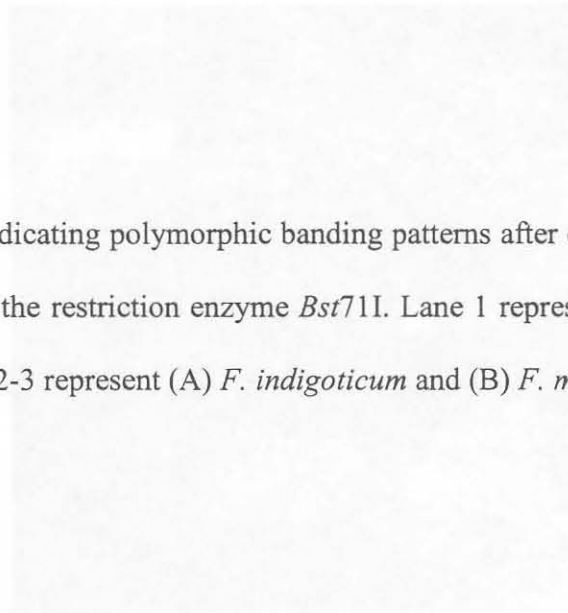 dicating polymorphic banding patterns after
the restriction enzyme Bst71I. Lane 1 repres
2-3 represent (A) F. indigoticum and (B) F. m